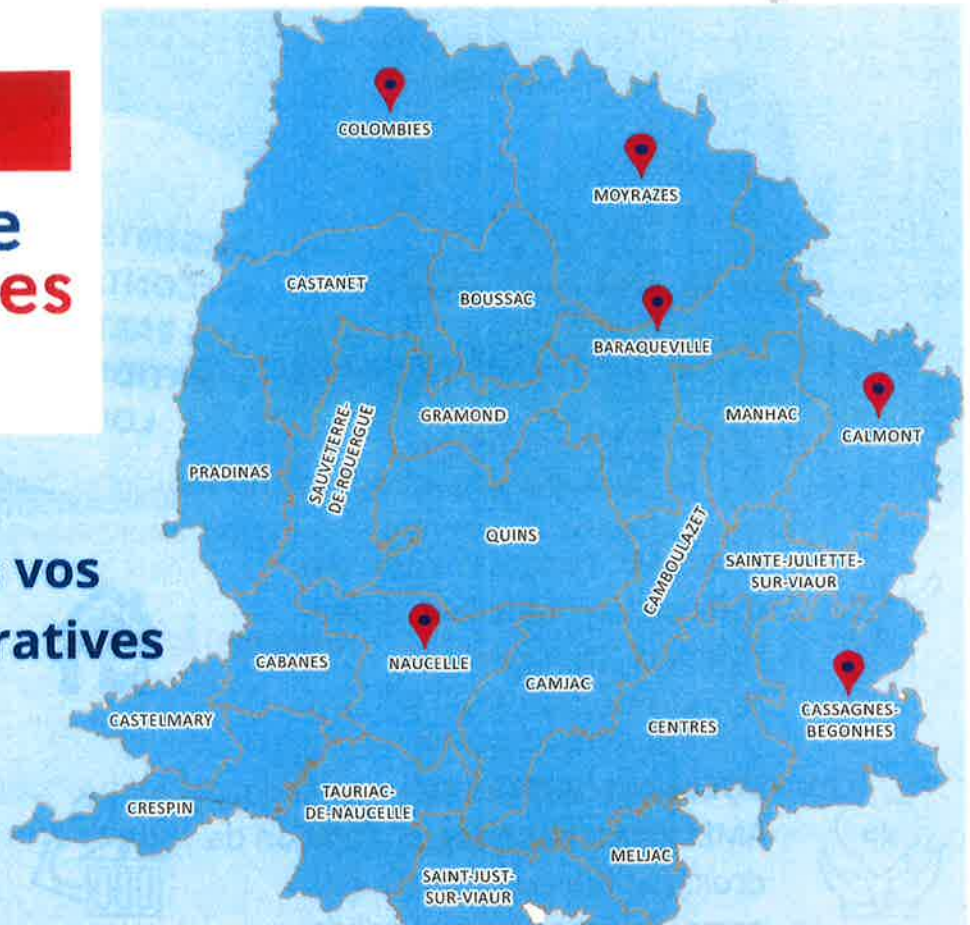 e
es
vos
ratives
COLOMBIES
MOYRAZES
CASTANET
BOUSSAC
BARAQUEVILLE
GRAMOND
MANHAC
CALMONT
SAUVETERRE-
DE-ROUERGUE
PRADINAS
QUINS
CAMBOULAZET
SAINTE-JULIETTE-
SUR-VIAUR
CABANES
NAUCELLE
CAMJAC
CASTELMARY
CENTRES
CASSAGNES-
BEGONHES
CRESPIN
TAURIAC-
DE-NAUCELLE
MELJAC
SAINT-JUST-
SUR-VIAUR